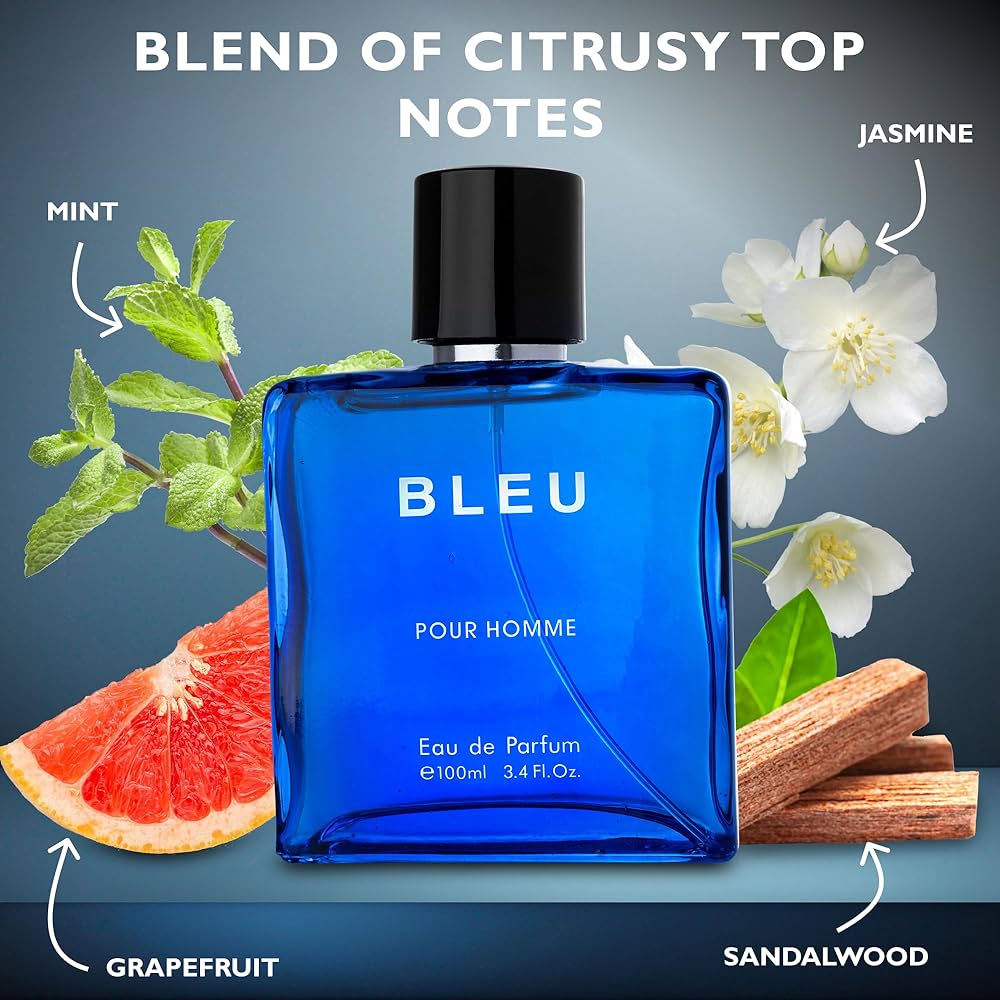 BLEND OF CITRUSY TOP
NOTES
JASMINE
MINT
BLEU
POUR HOMME
Eau de Parfum
℮100ml 3.4 Fl.Oz.
GRAPEFRUIT
SANDALWOOD